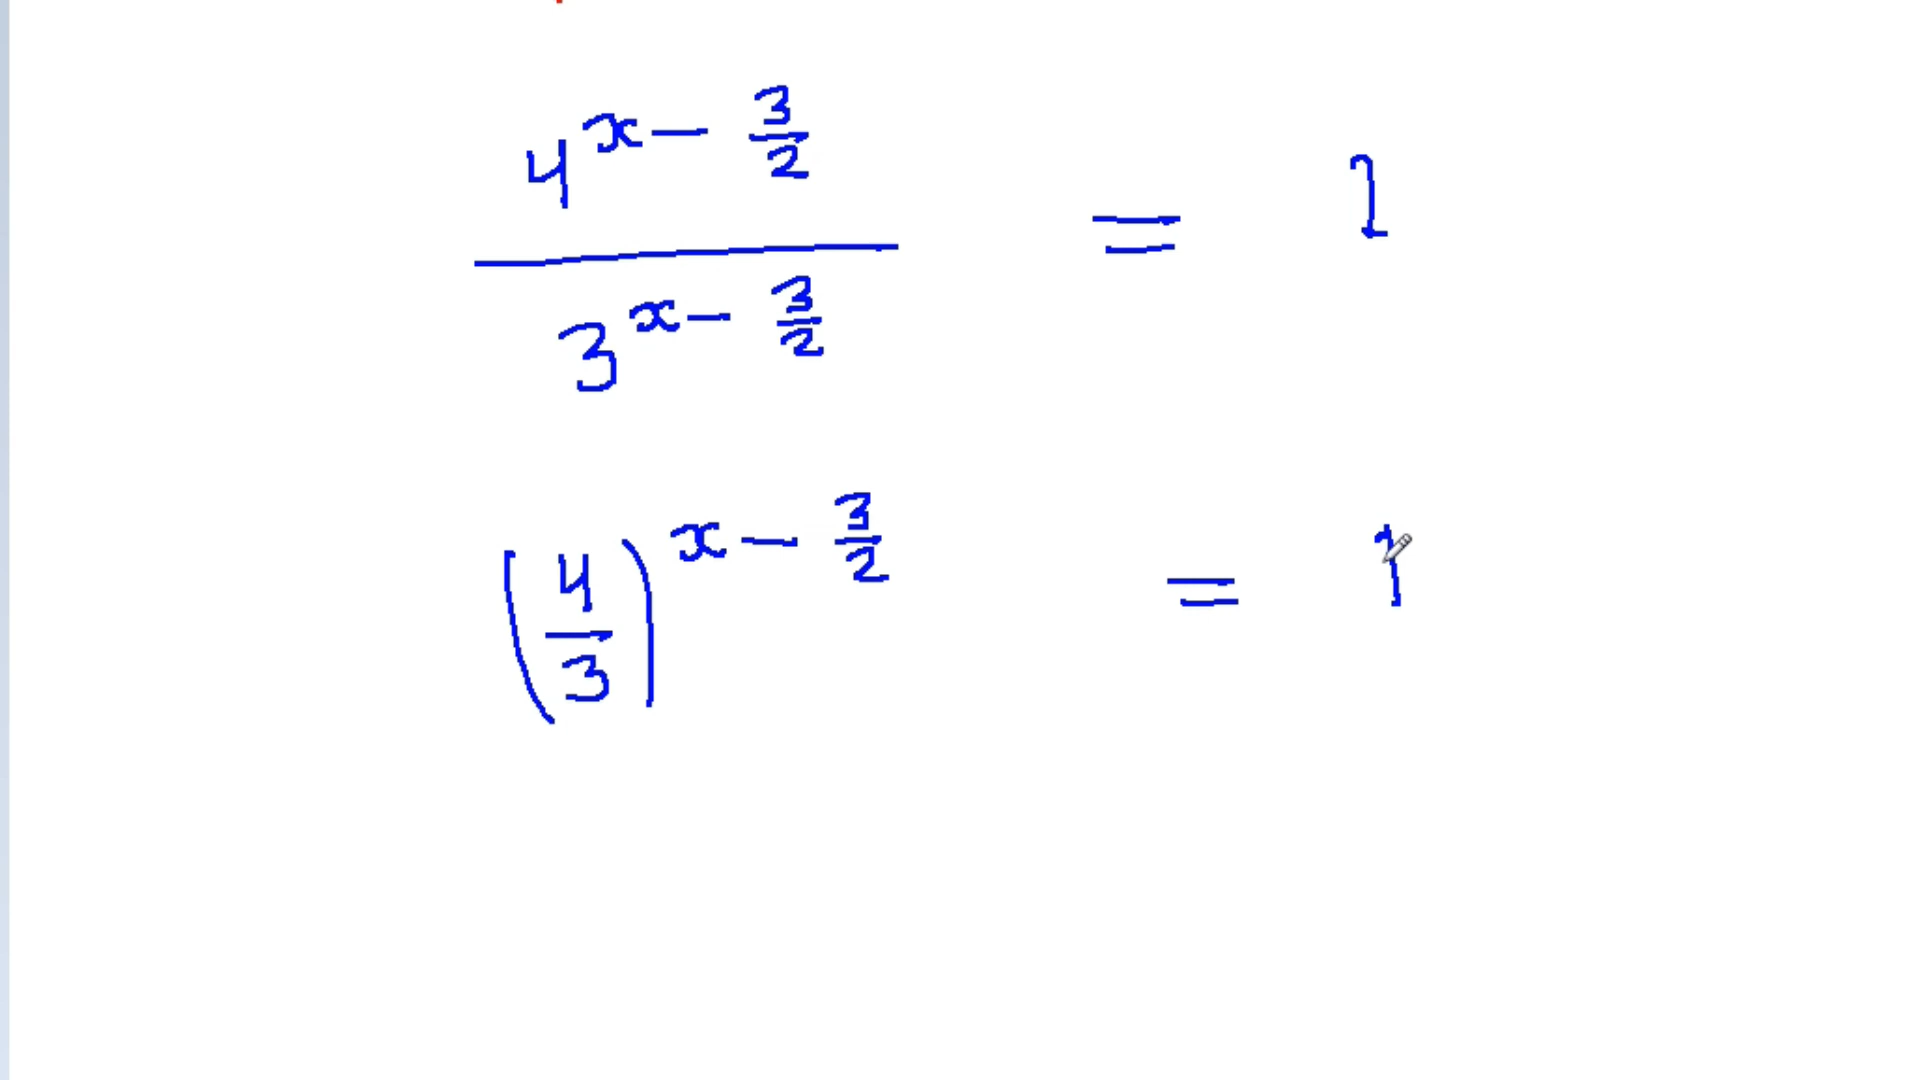 4^{x - 3/2} / 3^{x - 3/2} = 1
(4/3)^{x - 3/2} = 1